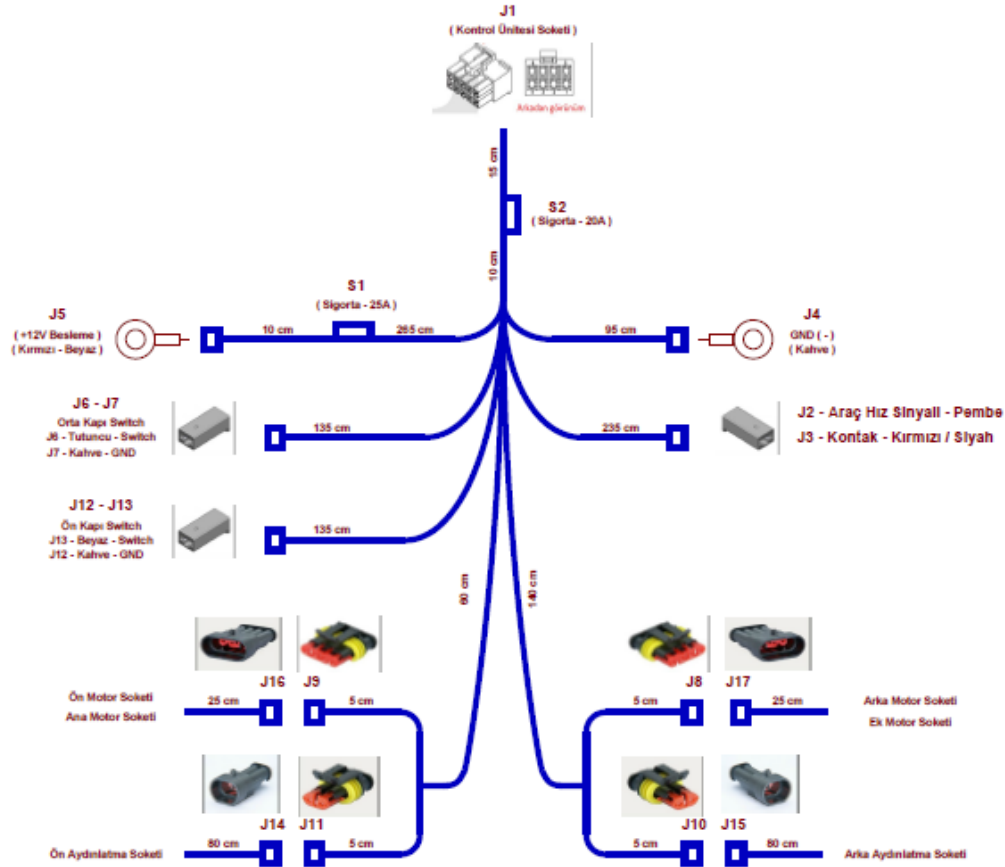 J1
( Kontrol Ünitesi Soketi )
Arkadan görünüm
15 cm
S2
( Sigorta - 20A )
10 cm
S1
( Sigorta - 25A )
J5
( +12V Besleme )
( Kırmızı - Beyaz )
10 cm
265 cm
95 cm
J4
GND ( - )
( Kahve )
J6 - J7
Orta Kapı Switch
J6 - Tutuncu - Switch
J7 - Kahve - GND
135 cm
235 cm
J2 - Araç Hız Sinyali - Pembe
J3 - Kontak - Kırmızı / Siyah
J12 - J13
Ön Kapı Switch
J13 - Beyaz - Switch
J12 - Kahve - GND
135 cm
60 cm
140 cm
J16
J9
J8
J17
Ön Motor Soketi
Ana Motor Soketi
25 cm
5 cm
5 cm
25 cm
Arka Motor Soketi
Ek Motor Soketi
J14
J11
J10
J15
Ön Aydınlatma Soketi
80 cm
5 cm
5 cm
80 cm
Arka Aydınlatma Soketi